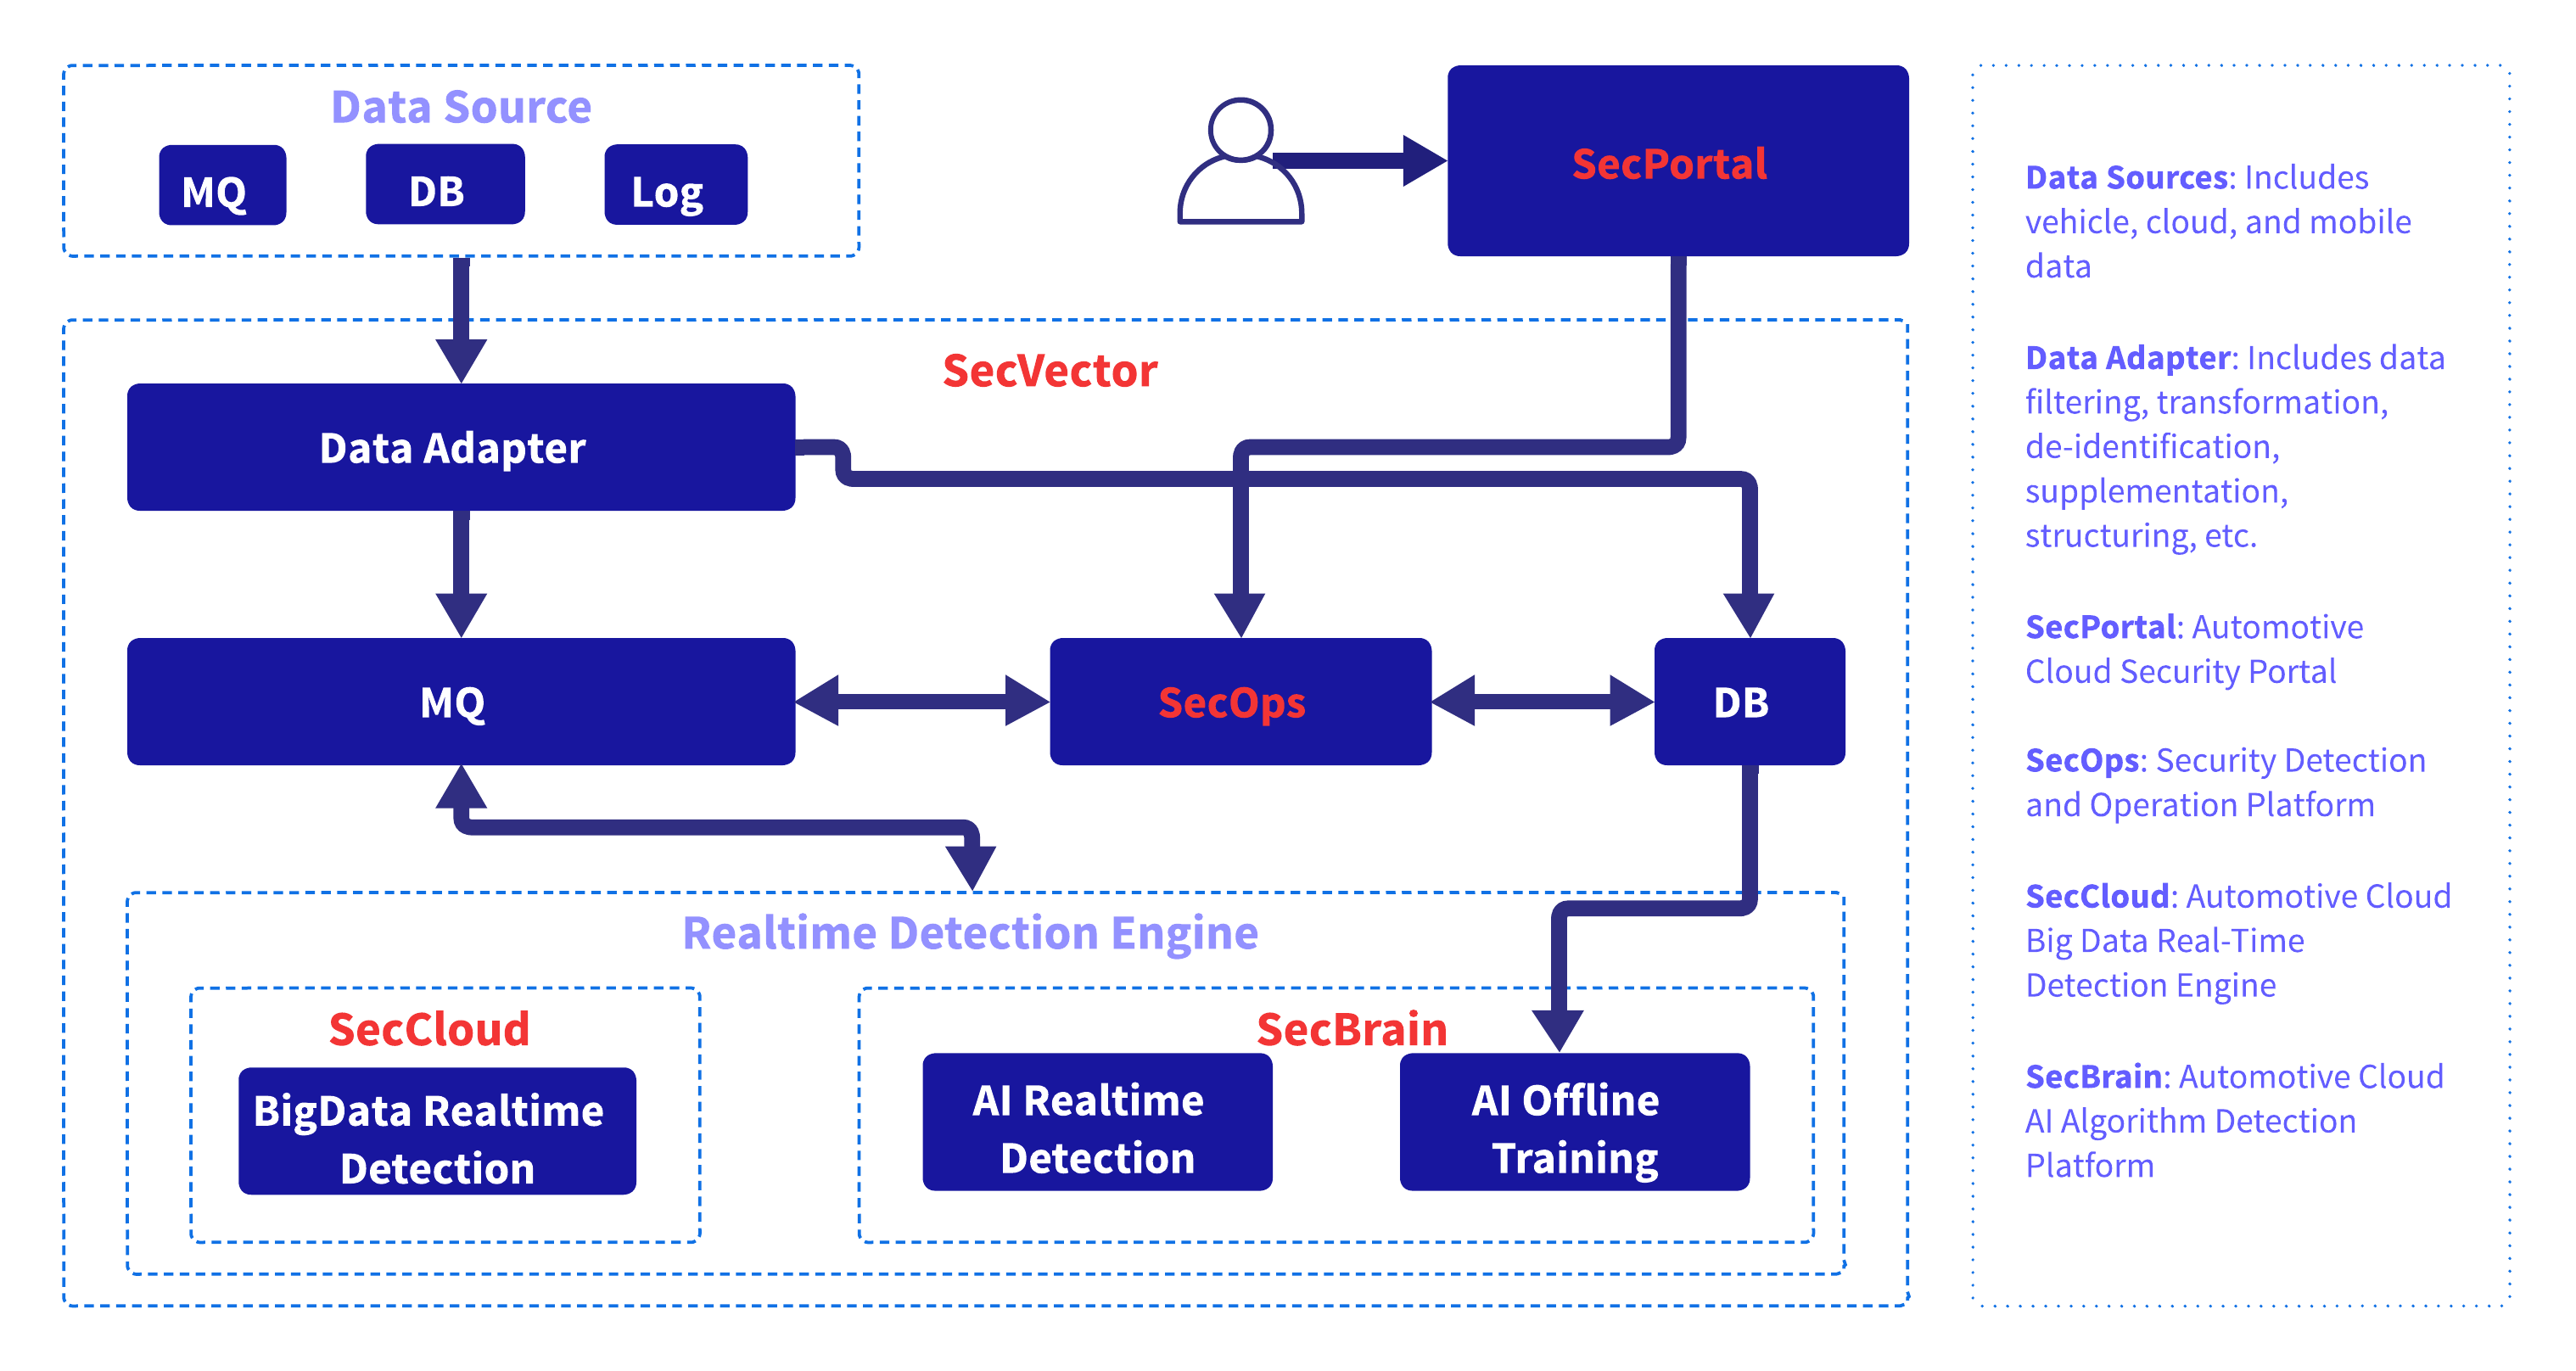 Data Source
MQ
DB
Log
SecPortal
SecVector
Data Adapter
MQ
SecOps
DB
Realtime Detection Engine
SecCloud
BigData Realtime
Detection
SecBrain
AI Realtime
Detection
AI Offline
Training
Data Sources: Includes
vehicle, cloud, and mobile
data
Data Adapter: Includes data
filtering, transformation,
de-identification,
supplementation,
structuring, etc.
SecPortal: Automotive
Cloud Security Portal
SecOps: Security Detection
and Operation Platform
SecCloud: Automotive Cloud
Big Data Real-Time
Detection Engine
SecBrain: Automotive Cloud
AI Algorithm Detection
Platform